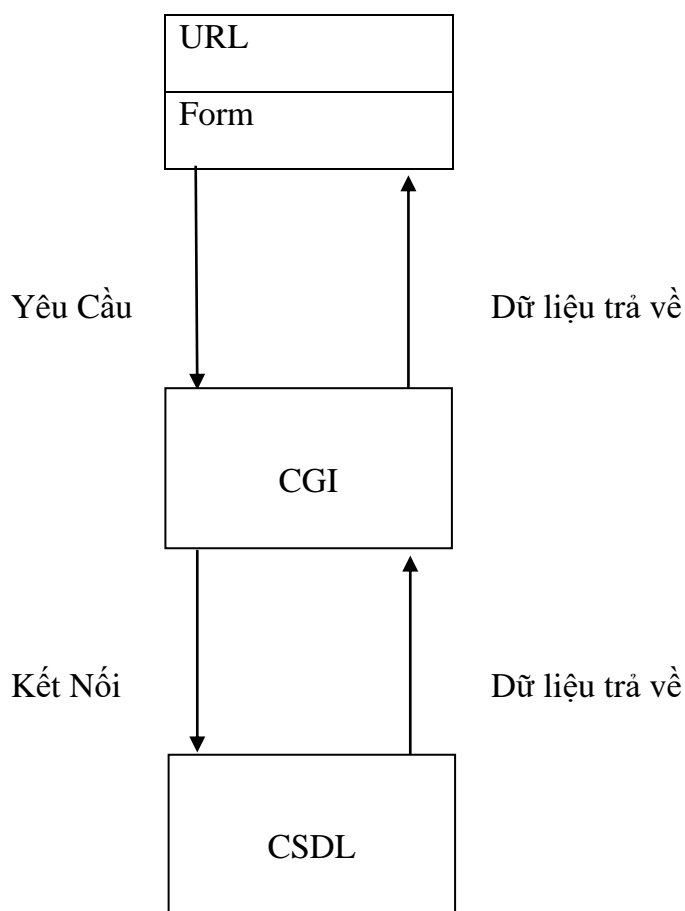 URL
Form
Yêu Cầu
Dữ liệu trả về
CGI
Kết Nối
Dữ liệu trả về
CSDL